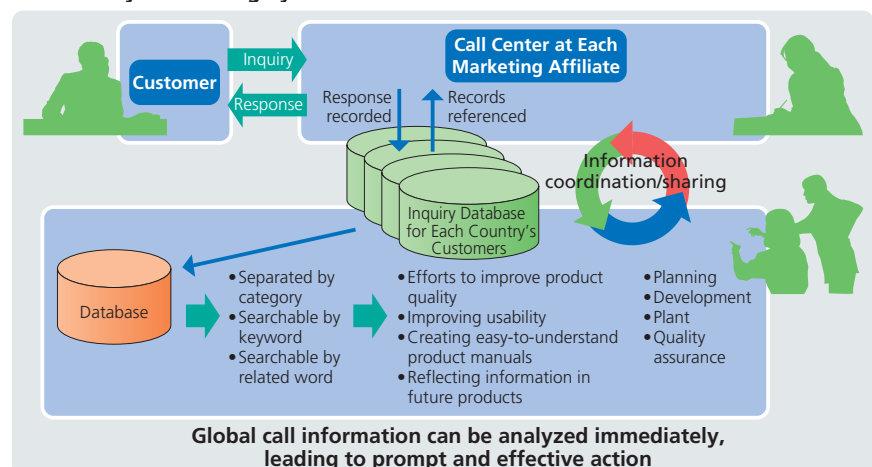 Customer
Inquiry
Response
Call Center at Each
Marketing Affiliate
Response
recorded
Records
referenced
Information
coordination/sharing
Inquiry Database
for Each Country's
Customers
Database
•Separated by
category
•Searchable by
keyword
•Searchable by
related word
•Efforts to improve product
quality
•Improving usability
•Creating easy-to-understand
product manuals
•Reflecting information in
future products
•Planning
•Development
•Plant
•Quality
assurance
Global call information can be analyzed immediately,
leading to prompt and effective action